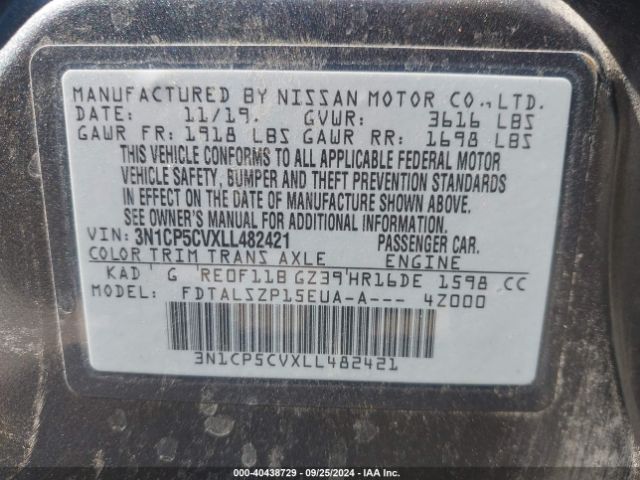 MANUFACTURED BY NISSAN MOTOR CO., LTD.
DATE: 11/19. GVWR: 3616 LBS
GAWR FR: 1918 LBS GAWR RR: 1698 LBS
THIS VEHICLE CONFORMS TO ALL APPLICABLE FEDERAL MOTOR
VEHICLE SAFETY, BUMPER AND THEFT PREVENTION STANDARDS
IN EFFECT ON THE DATE OF MANUFACTURE SHOWN ABOVE.
SEE OWNER'S MANUAL FOR ADDITIONAL INFORMATION.
VIN: 3N1CP5CVXLL482421 PASSENGER CAR.
COLOR TRIM TRANS AXLE ENGINE
KAD G RE0F11B GZ39 HR16DE 1598 CC
MODEL: FDTALSZP15EUA-A--- 4Z000
3N1CP5CVXLL482421
000-40438729 - 09/25/2024 - IAA Inc.